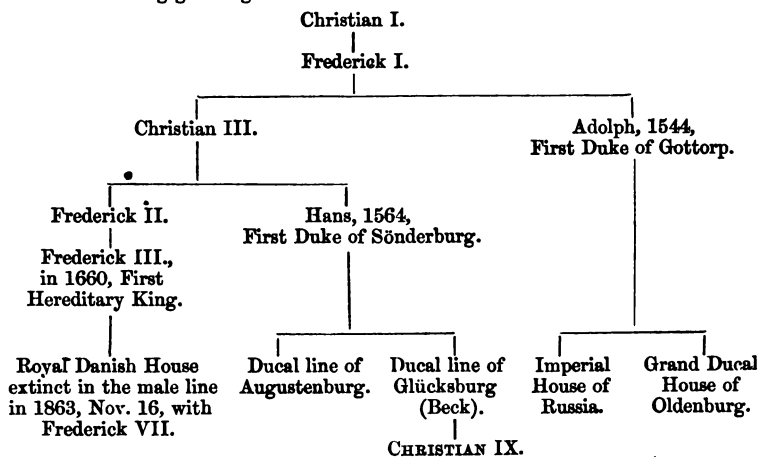 Christian I.
Frederick I.
Christian III.
Adolph, 1544,
First Duke of Gottorp.
Frederick II.
Hans, 1564,
First Duke of Sönderburg.
Frederick III.,
in 1660, First
Hereditary King.
Royal Danish House
extinct in the male line
in 1863, Nov. 16, with
Frederick VII.
Ducal line of
Augustenburg.
Ducal line of
Glücksburg
(Beck).
CHRISTIAN IX.
Imperial
House of
Russia.
Grand Ducal
House of
Oldenburg.